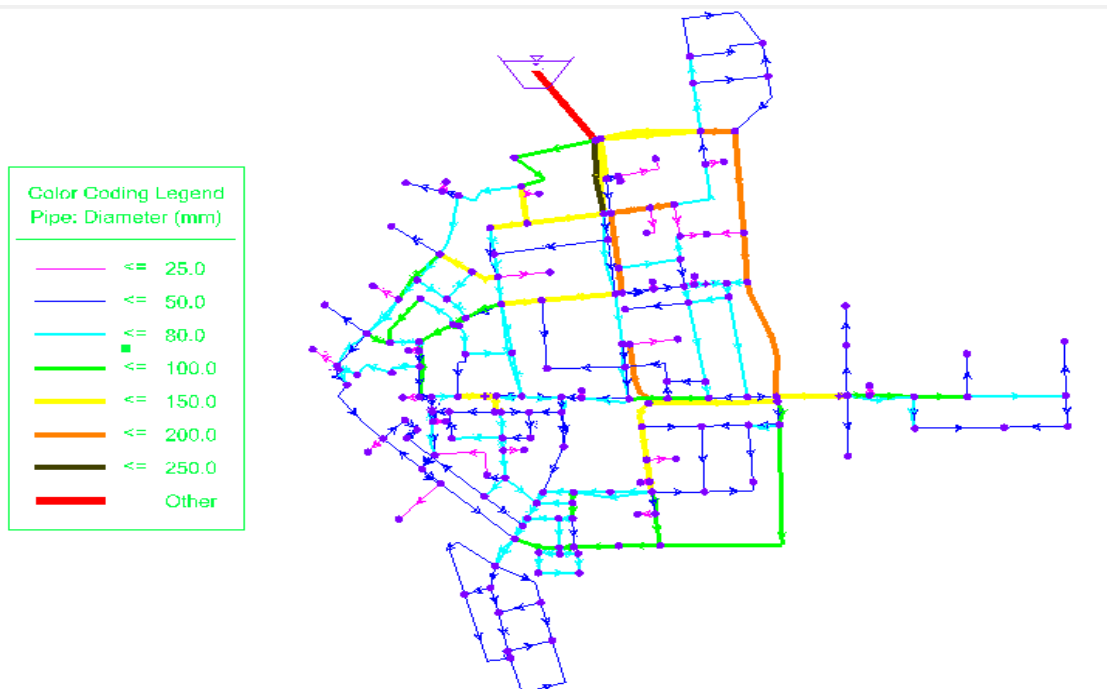 Color Coding Legend
Pipe: Diameter (mm)
<= 25.0
<= 50.0
<= 80.0
<= 100.0
<= 150.0
<= 200.0
<= 250.0
Other